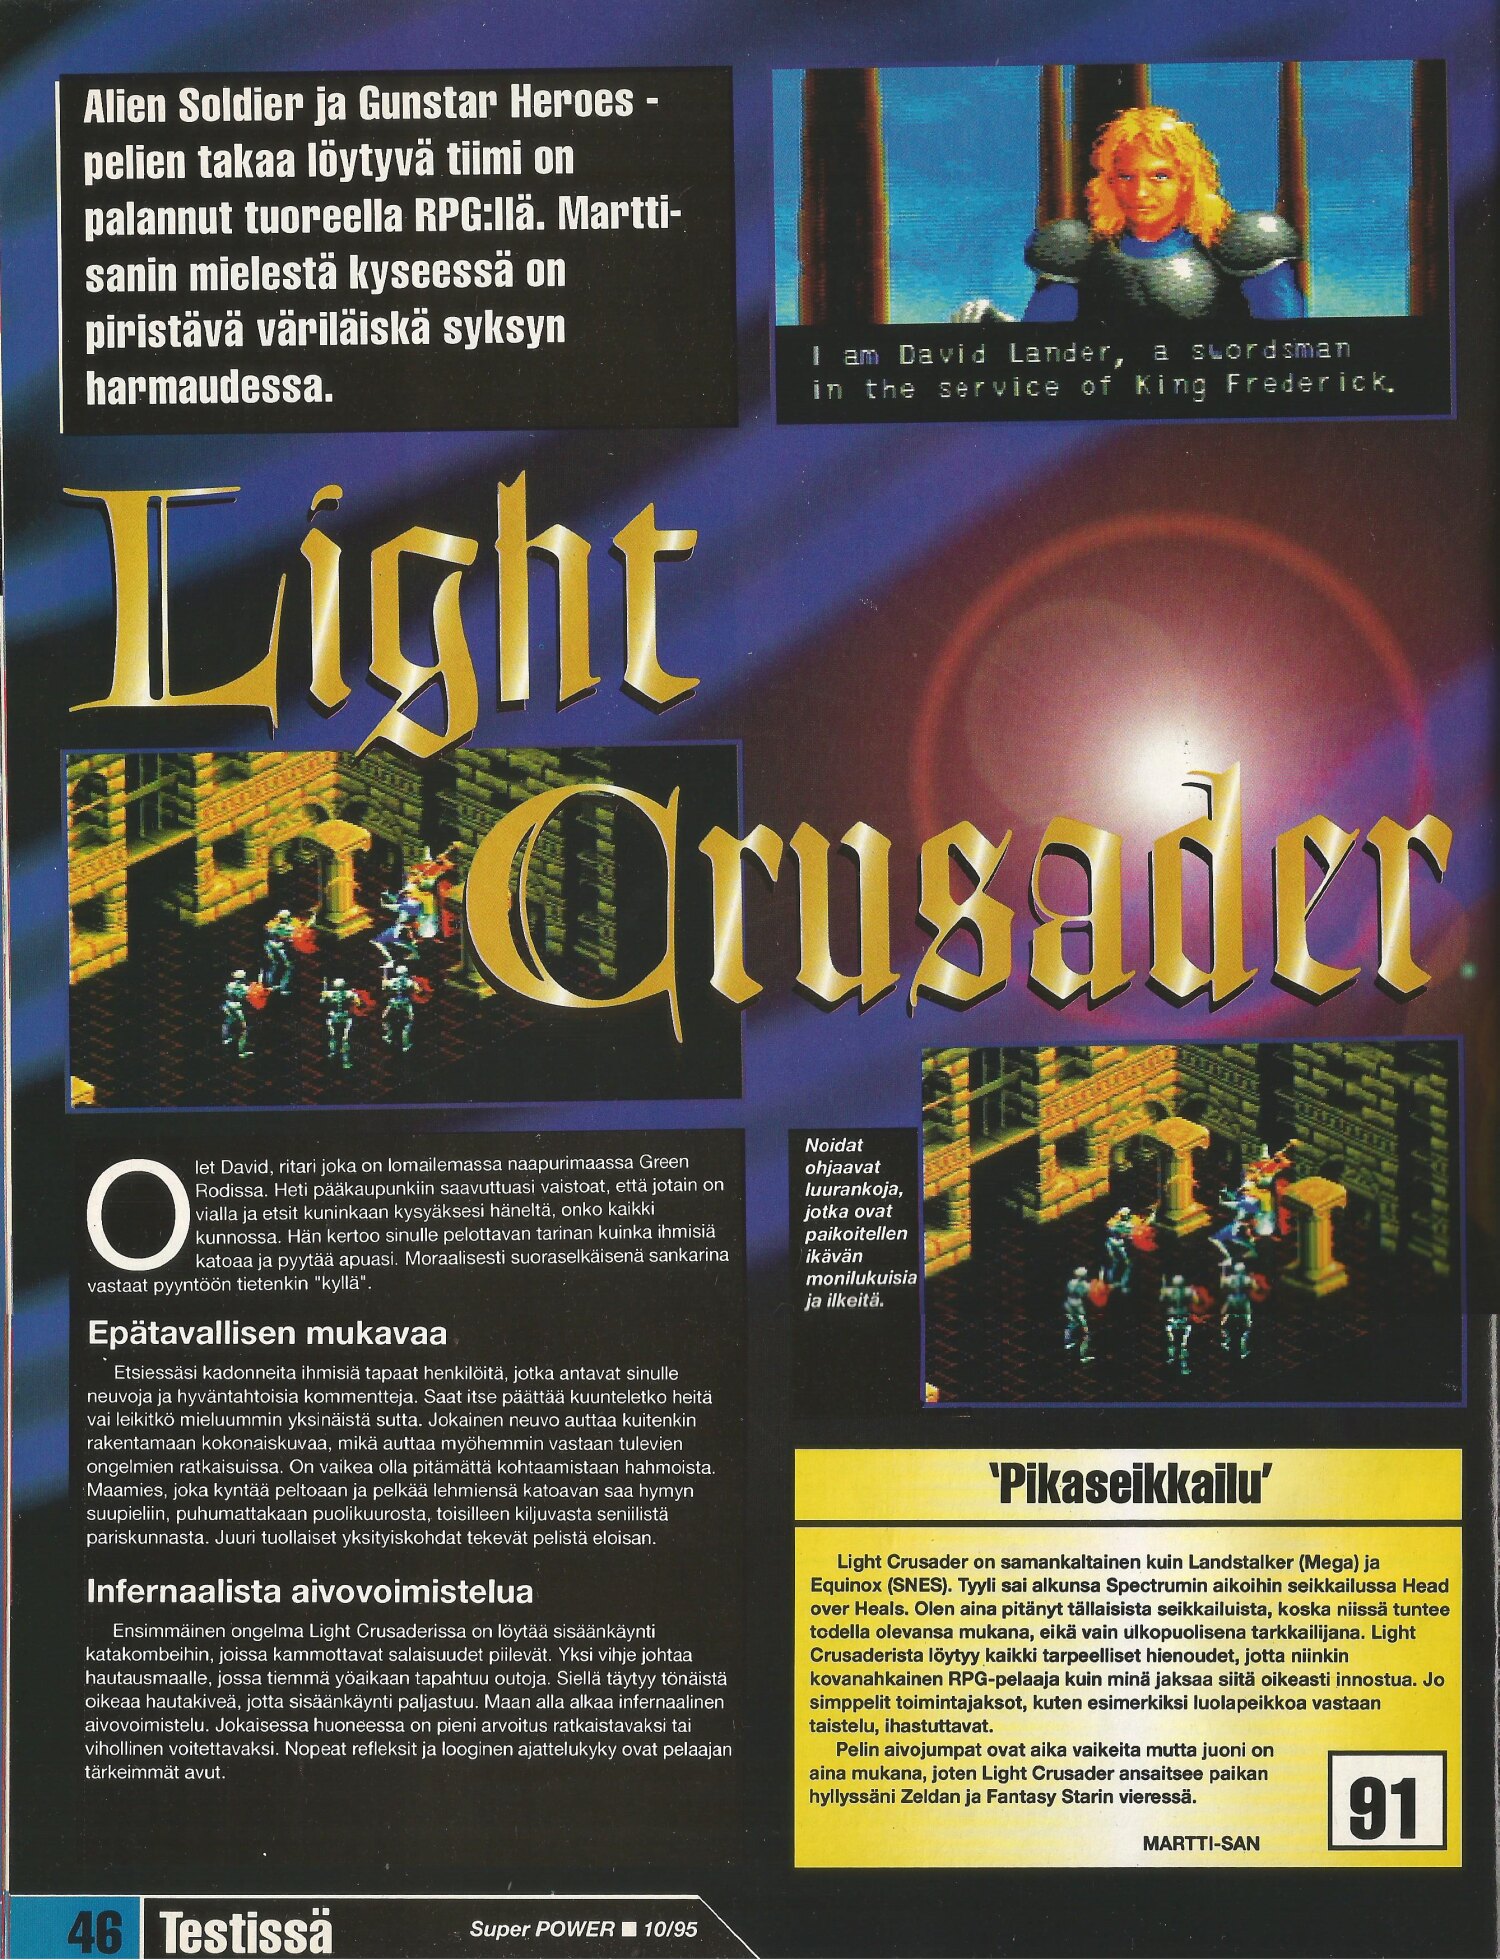 Alien Soldier ja Gunstar Heroes -
pelien takaa löytyvä tiimi on
palannut tuoreella RPG:llä. Martti-
sanin mielestä kyseessä on
piristävä väriläiskä syksyn
harmaudessa.
I am David Lander, a swordsman
in the service of King Frederick.
Light
Crusader
Olet David, ritari joka on lomailemassa naapurimaassa Green
Rodissa. Heti pääkaupunkiin saavuttuasi vaistoat, että jotain on
vialla ja etsit kuninkaan kysyäksesi häneltä, onko kaikki
kunnossa. Hän kertoo sinulle pelottavan tarinan kuinka ihmisiä
katoaa ja pyytää apuasi. Moraalisesti suoraselkäisenä sankarina
vastaat pyyntöön tietenkin "kyllä".
Epätavallisen mukavaa
Etsiessäsi kadonneita ihmisiä tapaat henkilöitä, jotka antavat sinulle
neuvoja ja hyväntahtoisia kommentteja. Saat itse päättää kuunteletko heitä
vai leikitkö mieluummin yksinäistä sutta. Jokainen neuvo auttaa kuitenkin
rakentamaan kokonaiskuvaa, mikä auttaa myöhemmin vastaan tulevien
ongelmien ratkaisuissa. On vaikea olla pitämättä kohtaamistaan hahmoista.
Maamies, joka kyntää peltoaan ja pelkää lehmiensä katoavan saa hymyn
suupieliin, puhumattakaan puolikuurosta, toisilleen kiljuvasta seniilistä
pariskunnasta. Juuri tuollaiset yksityiskohdat tekevät pelistä eloisan.
Infernaalista aivovoimistelua
Ensimmäinen ongelma Light Crusaderissa on löytää sisäänkäynti
katakombeihin, joissa kammottavat salaisuudet piilevät. Yksi vihje johtaa
hautausmaalle, jossa tiemmä yöaikaan tapahtuu outoja. Siellä täytyy tönäistä
oikeaa hautakiveä, jotta sisäänkäynti paljastuu. Maan alla alkaa infernaalinen
aivovoimistelu. Jokaisessa huoneessa on pieni arvoitus ratkaistavaksi tai
vihollinen voitettavaksi. Nopeat refleksit ja looginen ajattelukyky ovat pelaajan
tärkeimmät avut.
Noidat
ohjaavat
luurankoja,
jotka ovat
paikoitellen
ikävän
monilukuisia
ja ilkeitä.
'Pikaseikkailu'
Light Crusader on samankaltainen kuin Landstalker (Mega) ja
Equinox (SNES). Tyyli sai alkunsa Spectrumin aikoihin seikkailussa Head
over Heals. Olen aina pitänyt tällaisista seikkailuista, koska niissä tuntee
todella olevansa mukana, eikä vain ulkopuolisena tarkkailijana. Light
Crusaderista löytyy kaikki tarpeelliset hienoudet, jotta niinkin
kovanahkainen RPG-pelaaja kuin minä jaksaa siitä oikeasti innostua. Jo
simppelit toimintajaksot, kuten esimerkiksi luolapeikkoa vastaan
taistelu, ihastuttavat.
Pelin aivojumpat ovat aika vaikeita mutta juoni on
aina mukana, joten Light Crusader ansaitsee paikan
hyllyssäni Zeldan ja Fantasy Starin vieressä.
MARTTI-SAN
91
46 Testissä
Super POWER ■ 10/95